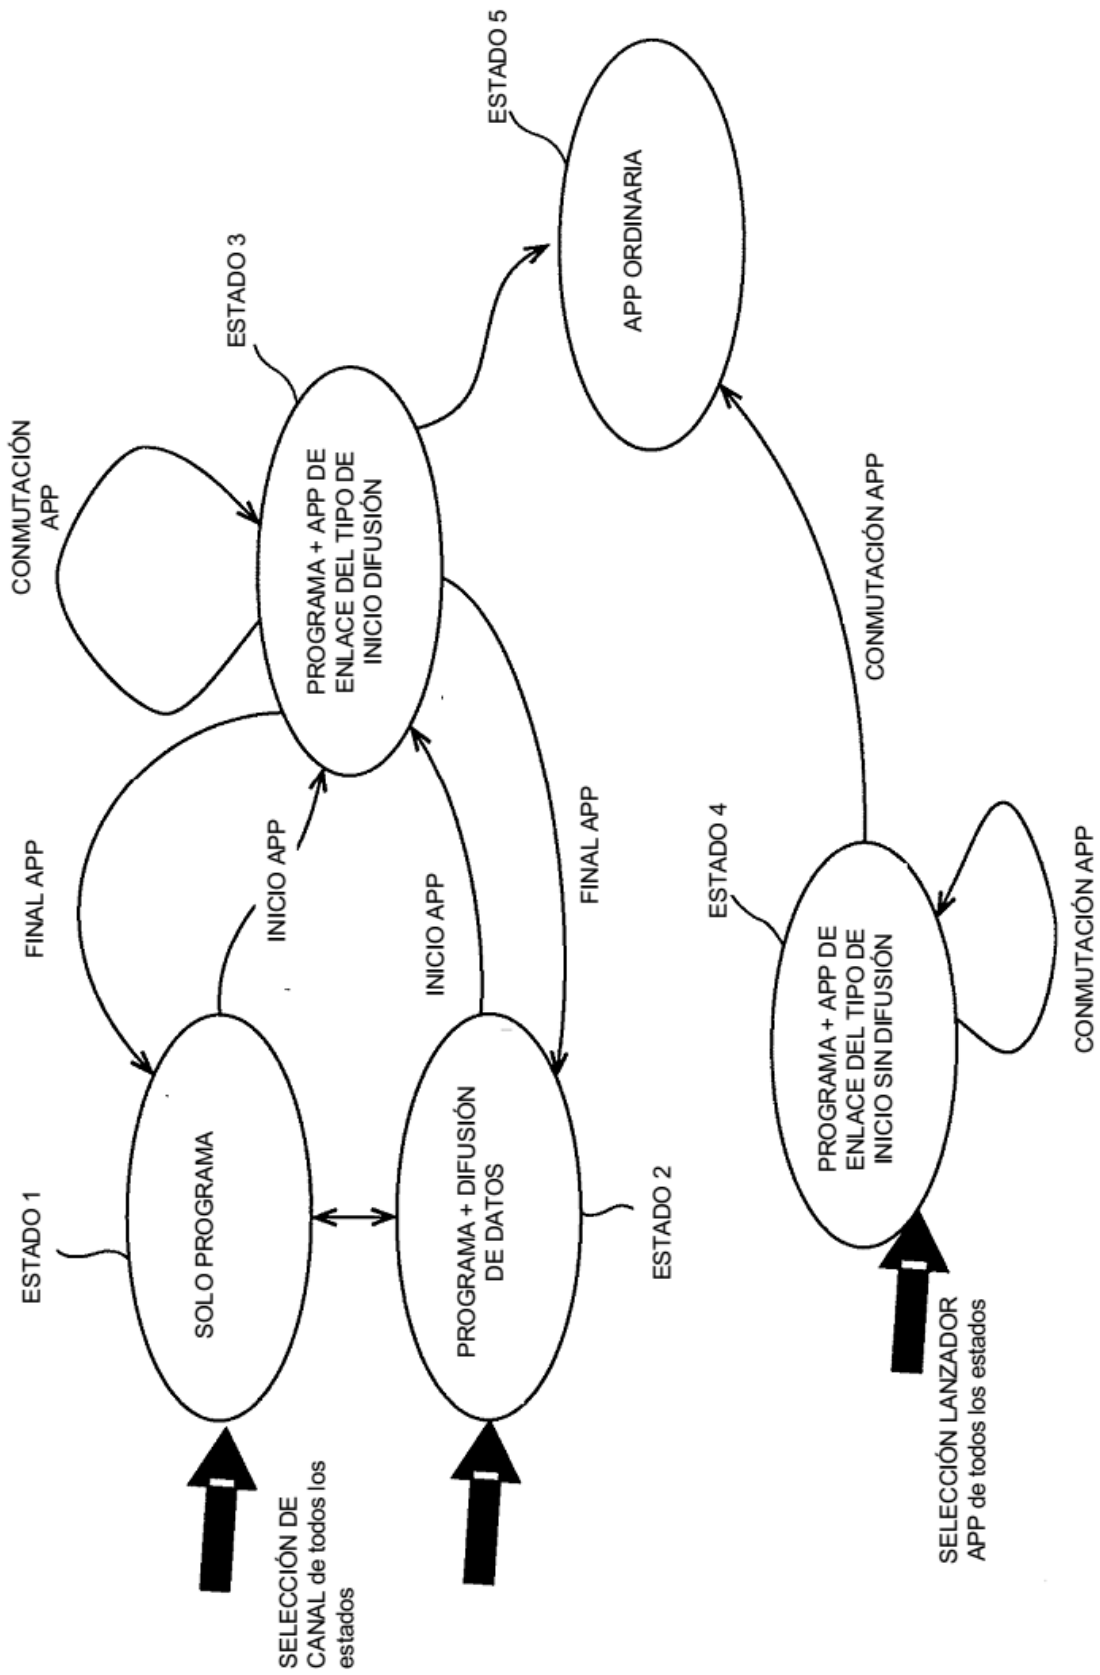 ESTADO 1
SOLO PROGRAMA
SELECCIÓN DE
CANAL de todos los
estados
FINAL APP
INICIO APP
CONMUTACIÓN
APP
ESTADO 3
PROGRAMA + APP DE
ENLACE DEL TIPO DE
INICIO DIFUSIÓN
PROGRAMA + DIFUSIÓN
DE DATOS
ESTADO 2
INICIO APP
FINAL APP
ESTADO 5
APP ORDINARIA
ESTADO 4
PROGRAMA + APP DE
ENLACE DEL TIPO DE
INICIO SIN DIFUSIÓN
CONMUTACIÓN APP
SELECCIÓN LANZADOR
APP de todos los estados
CONMUTACIÓN APP